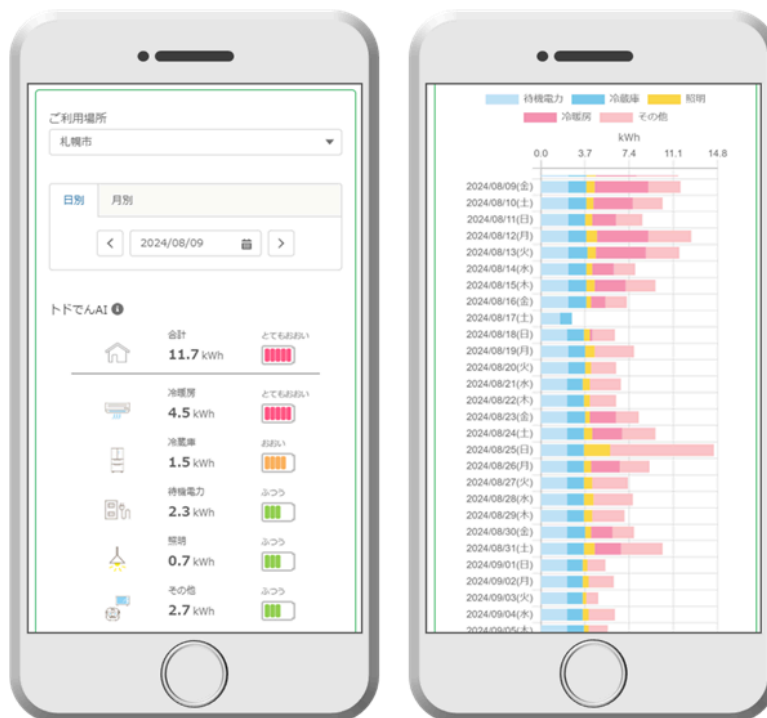 ご利用場所
札幌市
日別 月別
2024/08/09
トドでんAI
合計 とてもおおい
11.7 kWh
冷暖房 とてもおおい
4.5 kWh
冷蔵庫 おおい
1.5 kWh
待機電力 ふつう
2.3 kWh
照明 ふつう
0.7 kWh
その他 ふつう
2.7 kWh
待機電力 冷蔵庫 照明
冷暖房 その他
kWh
0.0 3.7 7.4 11.1 14.8
2024/08/09(金)
2024/08/10(土)
2024/08/11(日)
2024/08/12(月)
2024/08/13(火)
2024/08/14(水)
2024/08/15(木)
2024/08/16(金)
2024/08/17(土)
2024/08/18(日)
2024/08/19(月)
2024/08/20(火)
2024/08/21(水)
2024/08/22(木)
2024/08/23(金)
2024/08/24(土)
2024/08/25(日)
2024/08/26(月)
2024/08/27(火)
2024/08/28(水)
2024/08/29(木)
2024/08/30(金)
2024/08/31(土)
2024/09/01(日)
2024/09/02(月)
2024/09/03(火)
2024/09/04(水)
2024/09/05(木)